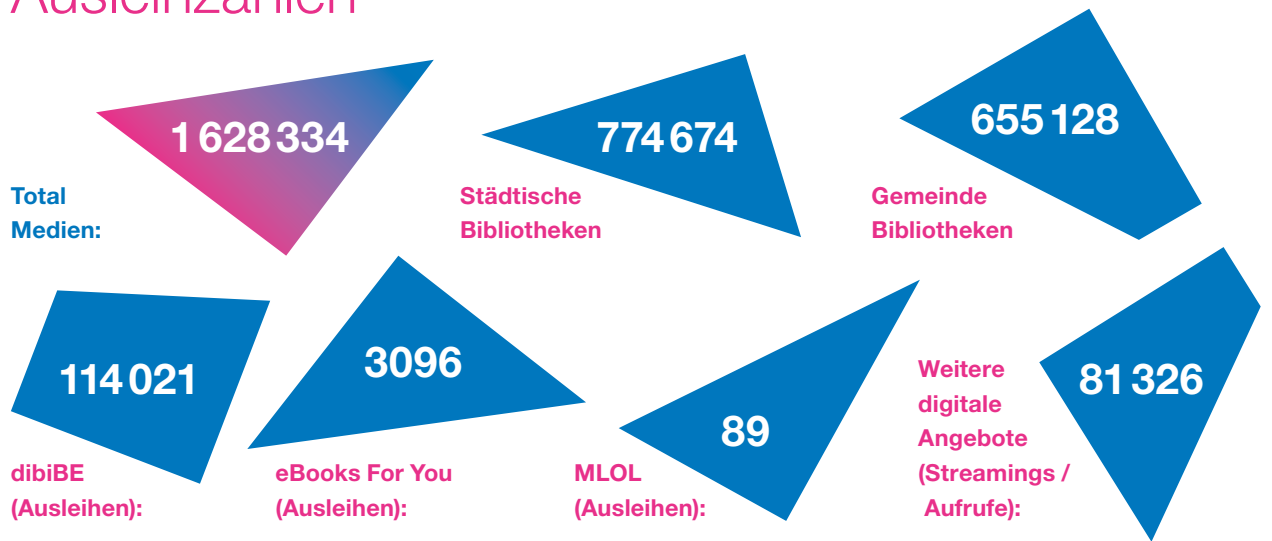 Ausleihzahlen
1 628 334
Total
Medien:
774 674
Städtische
Bibliotheken
655 128
Gemeinde
Bibliotheken
114 021
dibiBE
(Ausleihen):
3096
eBooks For You
(Ausleihen):
89
MLOL
(Ausleihen):
81 326
Weitere
digitale
Angebote
(Streamings /
Aufrufe):